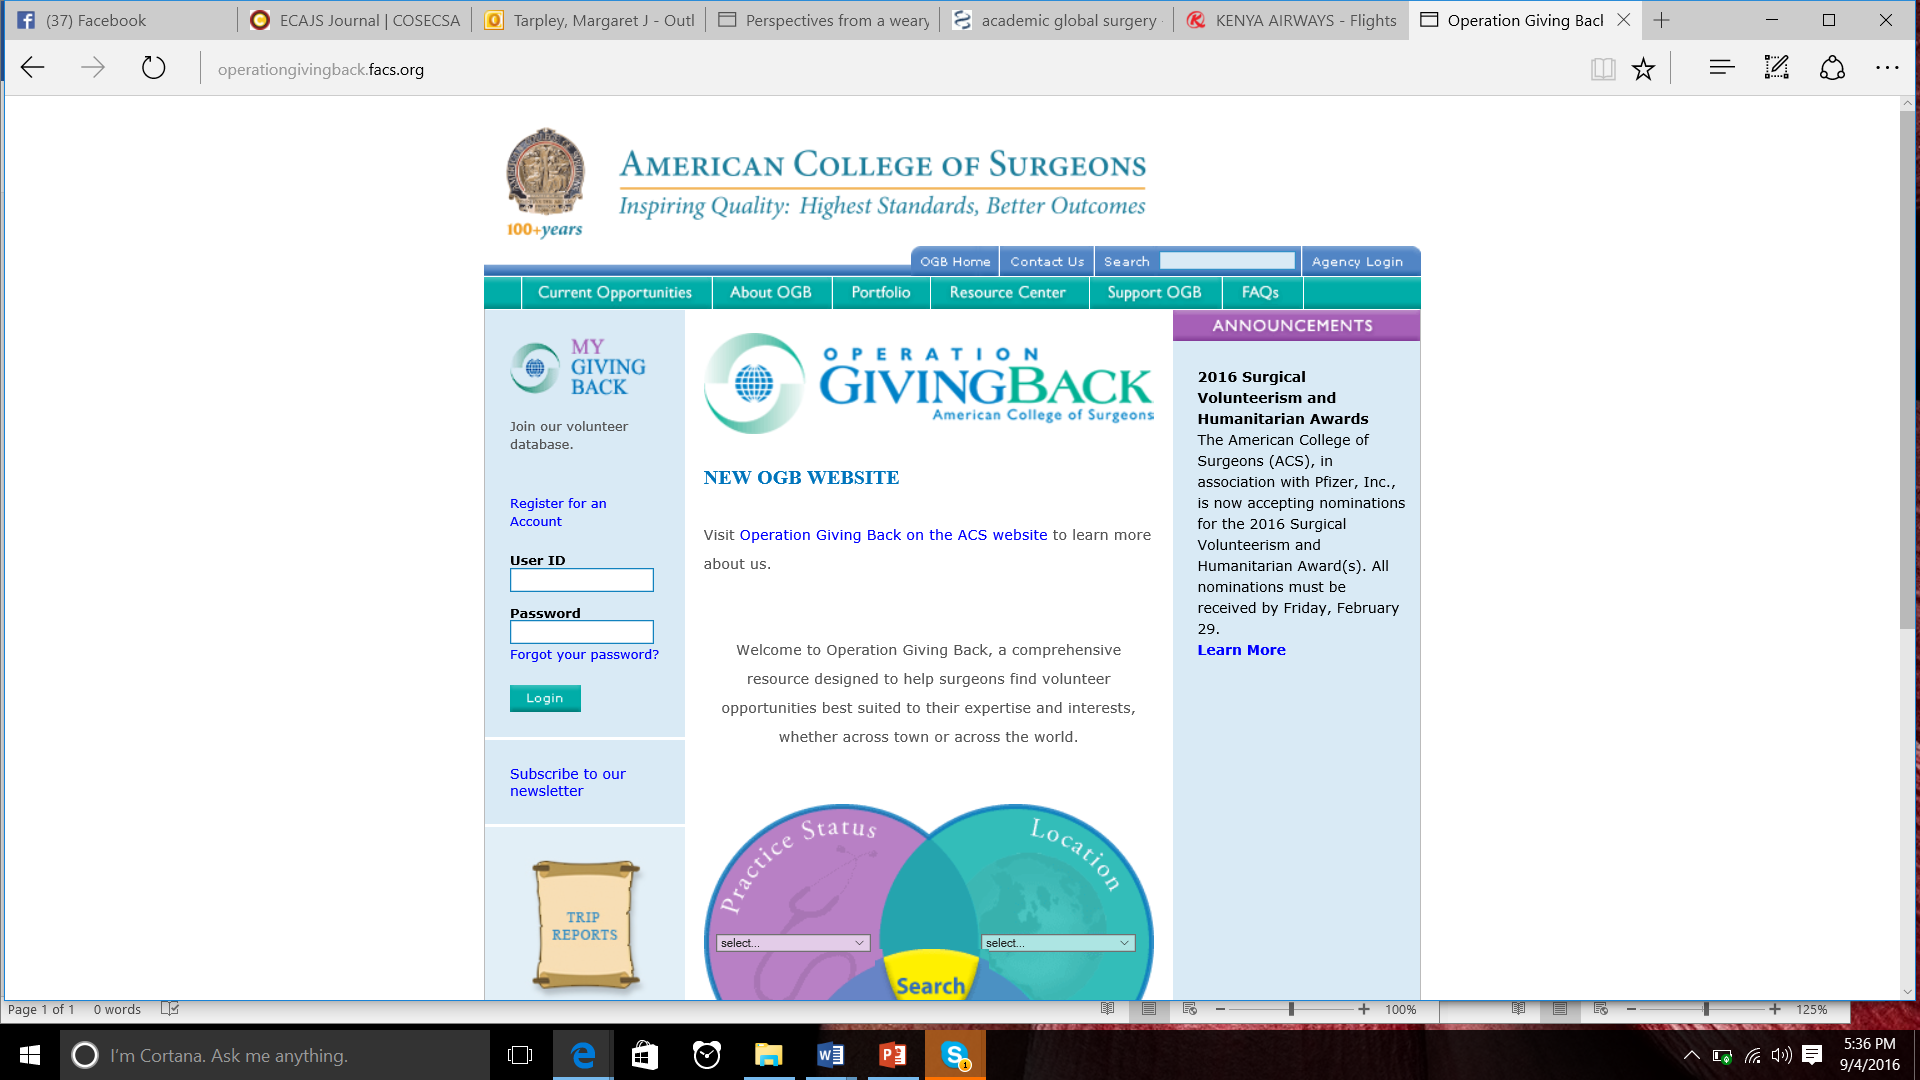 (37) Facebook
ECAJS Journal | COSECSA
Tarpley, Margaret J - Outl
Perspectives from a weary
academic global surgery
KENYA AIRWAYS - Flights
Operation Giving Bacl
operationgivingback.facs.org
AMERICAN COLLEGE OF SURGEONS
Inspiring Quality: Highest Standards, Better Outcomes
100+years
OGB Home
Contact Us
Search
Agency Login
Current Opportunities
About OGB
Portfolio
Resource Center
Support OGB
FAQs
MY
GIVING
BACK
Join our volunteer
database.
Register for an
Account
User ID
Password
Forgot your password?
Login
Subscribe to our
newsletter
TRIP
REPORTS
OPERATION
GIVINGBACK
American College of Surgeons
NEW OGB WEBSITE
Visit Operation Giving Back on the ACS website to learn more
about us.
Welcome to Operation Giving Back, a comprehensive
resource designed to help surgeons find volunteer
opportunities best suited to their expertise and interests,
whether across town or across the world.
Practice Status
Location
select...
select...
Search
ANNOUNCEMENTS
2016 Surgical
Volunteerism and
Humanitarian Awards
The American College of
Surgeons (ACS), in
association with Pfizer, Inc.,
is now accepting nominations
for the 2016 Surgical
Volunteerism and
Humanitarian Award(s). All
nominations must be
received by Friday, February
29.
Learn More
Page 1 of 1
0 words
100%
125%
I'm Cortana. Ask me anything.
1
5:36 PM
9/4/2016